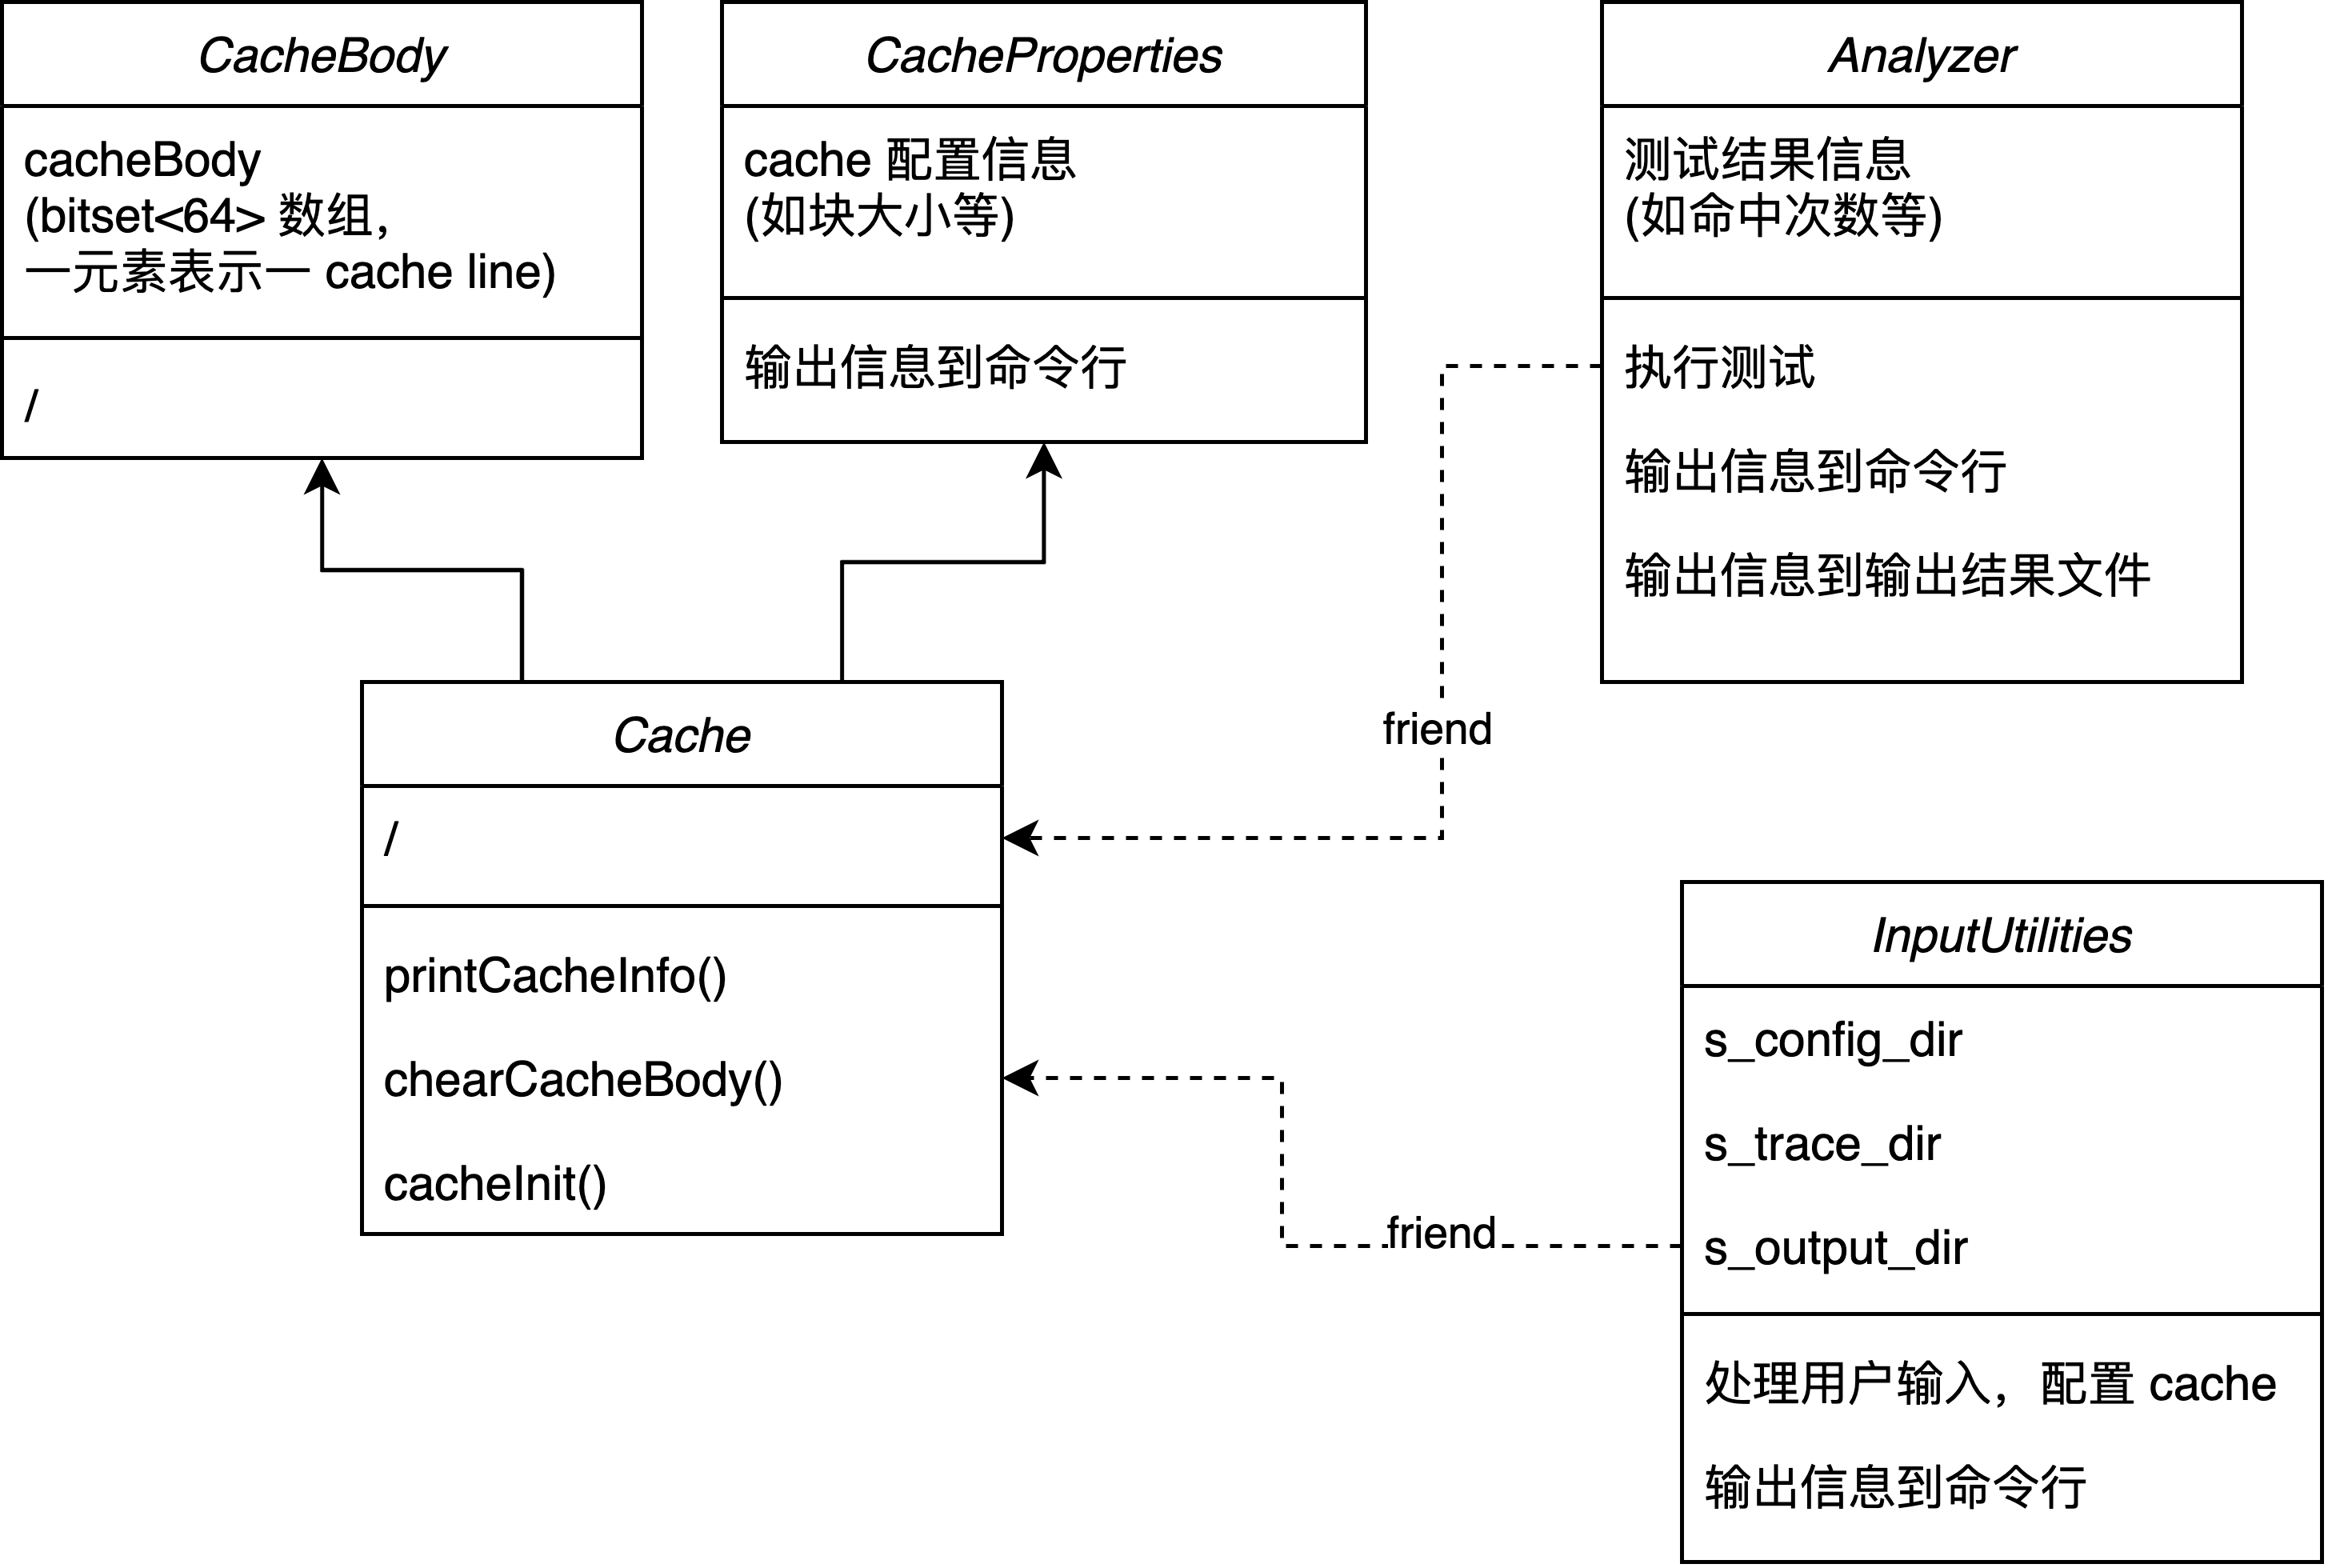 CacheBody
cacheBody
(bitset<64> 数组，
一元素表示一 cache line)
/
CacheProperties
cache 配置信息
(如块大小等)
输出信息到命令行
Analyzer
测试结果信息
(如命中次数等)
执行测试
输出信息到命令行
输出信息到输出结果文件
friend
Cache
/
printCacheInfo()
chearCacheBody()
cacheInit()
friend
InputUtilities
s_config_dir
s_trace_dir
s_output_dir
处理用户输入，配置 cache
输出信息到命令行